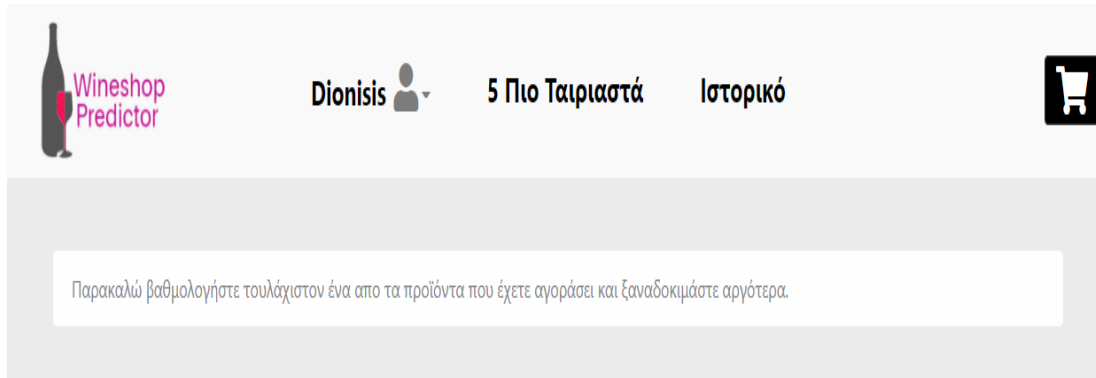 Wineshop
Predictor
Dionisis
5 Πιο Ταιριαστά
Ιστορικό
Παρακαλώ βαθμολογήστε τουλάχιστον ένα απο τα προϊόντα που έχετε αγοράσει και ξαναδοκιμάστε αργότερα.